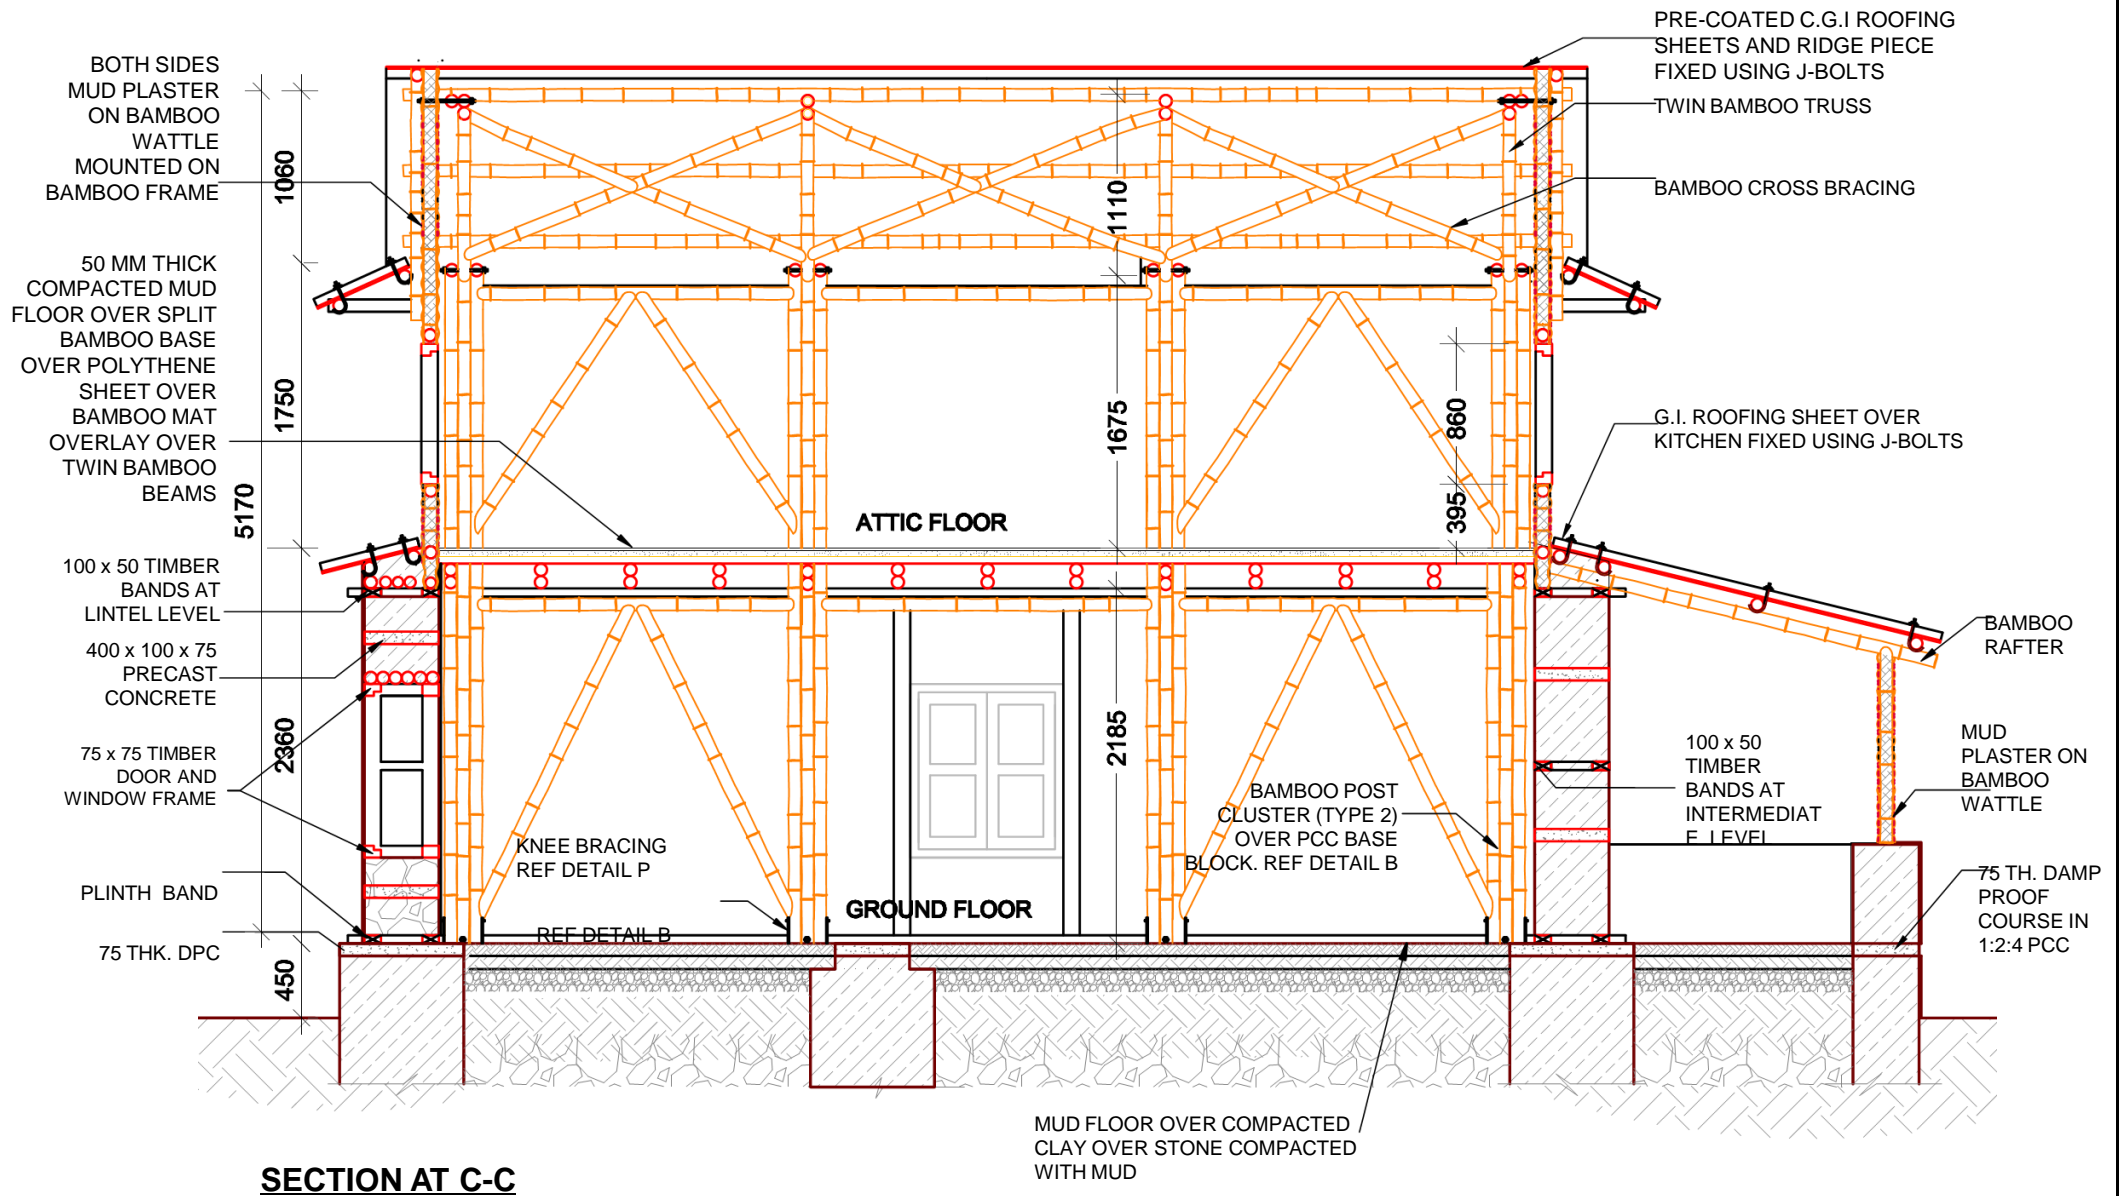 BOTH SIDES
MUD PLASTER
ON BAMBOO
WATTLE
MOUNTED ON
BAMBOO FRAME
50 MM THICK
COMPACTED MUD
FLOOR OVER SPLIT
BAMBOO BASE
OVER POLYTHENE
SHEET OVER
BAMBOO MAT
OVERLAY OVER
TWIN BAMBOO
BEAMS
100 x 50 TIMBER
BANDS AT
LINTEL LEVEL
400 x 100 x 75
PRECAST
CONCRETE
75 x 75 TIMBER
DOOR AND
WINDOW FRAME
PLINTH BAND
75 THK. DPC
5170
1060
1750
2360
450
1110
1675
2185
860
395
ATTIC FLOOR
GROUND FLOOR
KNEE BRACING
REF DETAIL P
REF DETAIL B
BAMBOO POST
CLUSTER (TYPE 2)
OVER PCC BASE
BLOCK. REF DETAIL B
PRE-COATED C.G.I ROOFING
SHEETS AND RIDGE PIECE
FIXED USING J-BOLTS
TWIN BAMBOO TRUSS
BAMBOO CROSS BRACING
G.I. ROOFING SHEET OVER
KITCHEN FIXED USING J-BOLTS
BAMBOO
RAFTER
100 x 50
TIMBER
BANDS AT
INTERMEDIAT
E LEVEL
MUD
PLASTER ON
BAMBOO
WATTLE
75 TH. DAMP
PROOF
COURSE IN
1:2:4 PCC
MUD FLOOR OVER COMPACTED
CLAY OVER STONE COMPACTED
WITH MUD
SECTION AT C-C